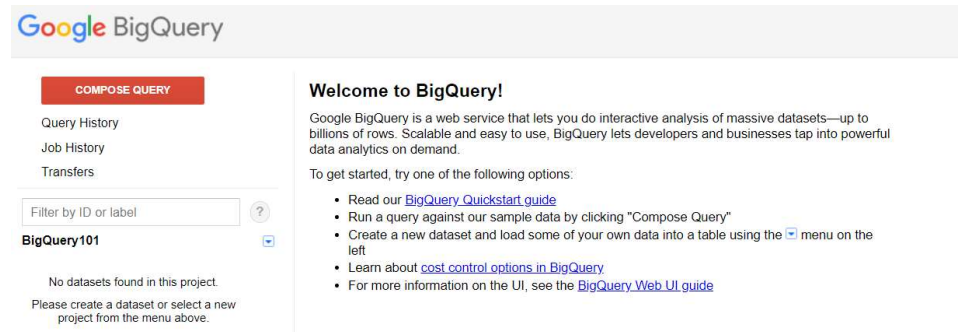 Google BigQuery
COMPOSE QUERY
Query History
Job History
Transfers
Filter by ID or label
?
BigQuery101
No datasets found in this project.
Please create a dataset or select a new
project from the menu above.
Welcome to BigQuery!
Google BigQuery is a web service that lets you do interactive analysis of massive datasets—up to
billions of rows. Scalable and easy to use, BigQuery lets developers and businesses tap into powerful
data analytics on demand.
To get started, try one of the following options:
• Read our BigQuery Quickstart guide
• Run a query against our sample data by clicking "Compose Query"
• Create a new dataset and load some of your own data into a table using the menu on the
left
• Learn about cost control options in BigQuery
• For more information on the UI, see the BigQuery Web UI guide